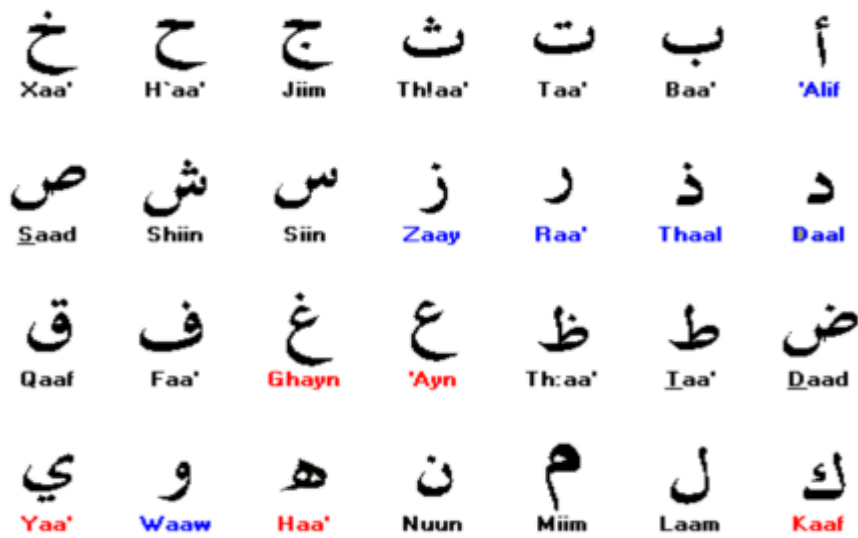 أ ب ت ث ج ح خ
'Alif Baa' Taa' Th!aa' Jiim H`aa' Xaa'
د ذ ر ز س ش ص
Daal Thaal Raa' Zaay Siin Shiin Saad
ض ط ظ ع غ ف ق
Daad Taa' Th:aa' 'Ayn Ghayn Faa' Qaaf
ك ل م ن ه و ي
Kaaf Laam Miim Nuun Haa' Waaw Yaa'